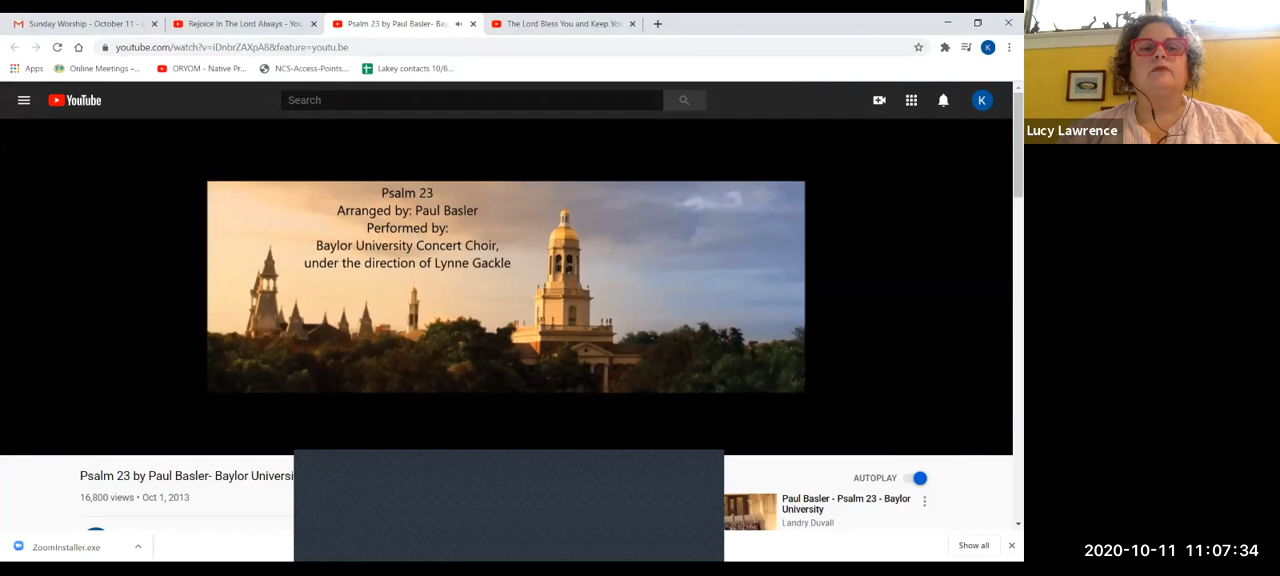 Sunday Worship - October 11 - s
Rejoice In The Lord Always - You
Psalm 23 by Paul Basler- Bay
The Lord Bless You and Keep You
youtube.com/watch?v=iDnbrZAXpA8&feature=youtu.be
K
Apps
Online Meetings –...
ORYOM - Native Pr...
NCS-Access-Points,...
Lakey contacts 10/6...
YouTube
Search
K
Psalm 23
Arranged by: Paul Basler
Performed by:
Baylor University Concert Choir,
under the direction of Lynne Gackle
Psalm 23 by Paul Basler- Baylor Universi
16,800 views • Oct 1, 2013
AUTOPLAY
Paul Basler - Psalm 23 - Baylor
University
Landry Duvall
ZoomInstaller.exe
Show all
Lucy Lawrence
2020-10-11 11:07:34